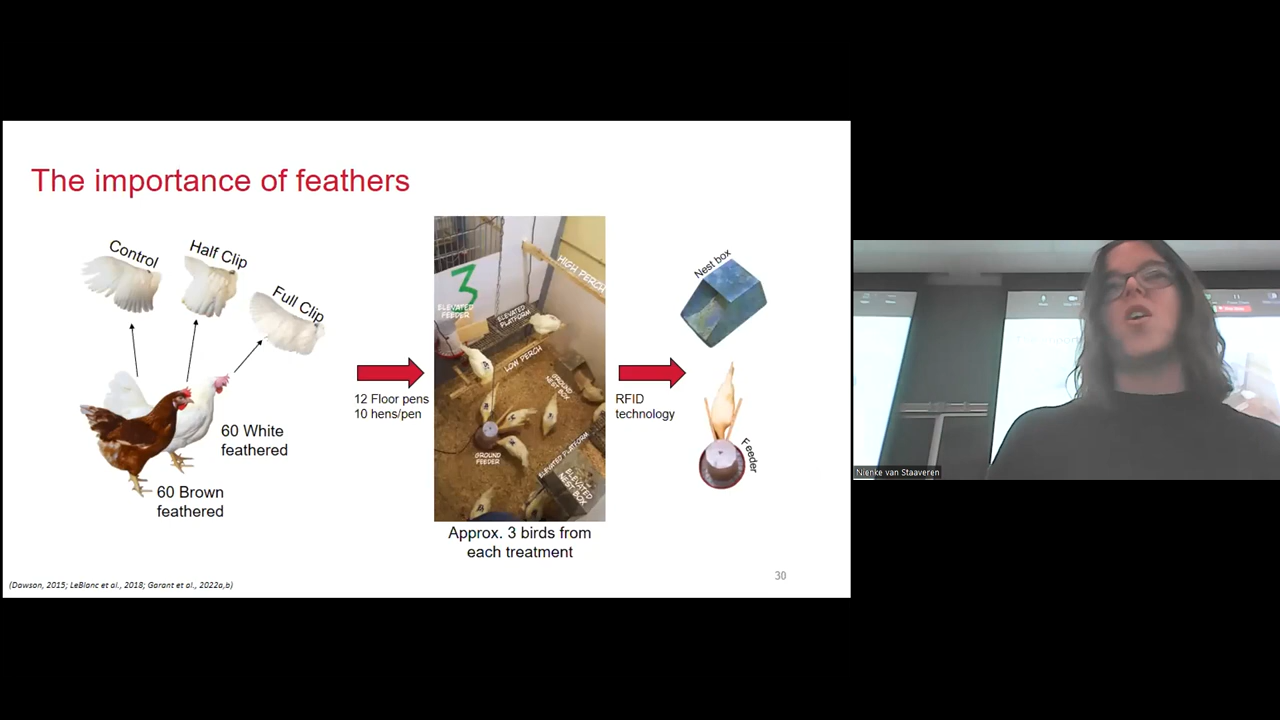 The importance of feathers
Control
Half Clip
Full Clip
60 White
feathered
60 Brown
feathered
12 Floor pens
10 hens/pen
3
ELEVATED
FEEDER
HIGH PERCH
ELEVATED
PLATFORM
LOW PERCH
GROUND
NEST BOX
GROUND
FEEDER
ELEVATED PLATFORM
ELEVATED
NEST BOX
Approx. 3 birds from
each treatment
RFID
technology
Nest box
Feeder
(Dawson, 2015; LeBlanc et al., 2018; Garant et al., 2022a,b)
30
Nienke van Staaveren